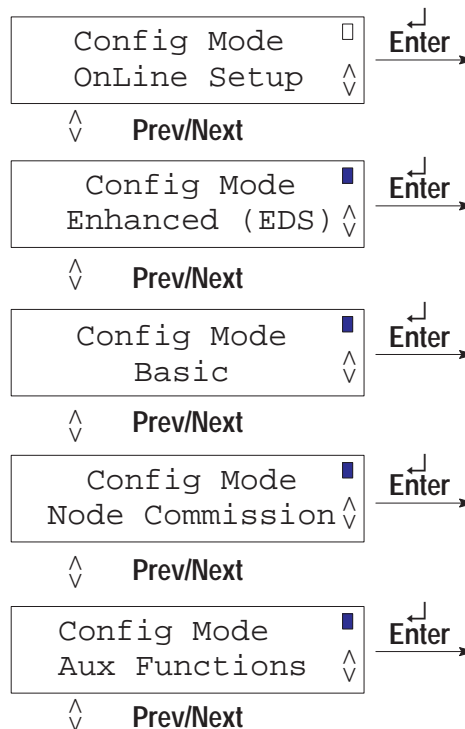 Config Mode
OnLine Setup
Enter
Prev/Next
Config Mode
Enhanced (EDS)
Enter
Prev/Next
Config Mode
Basic
Enter
Prev/Next
Config Mode
Node Commission
Enter
Prev/Next
Config Mode
Aux Functions
Enter
Prev/Next